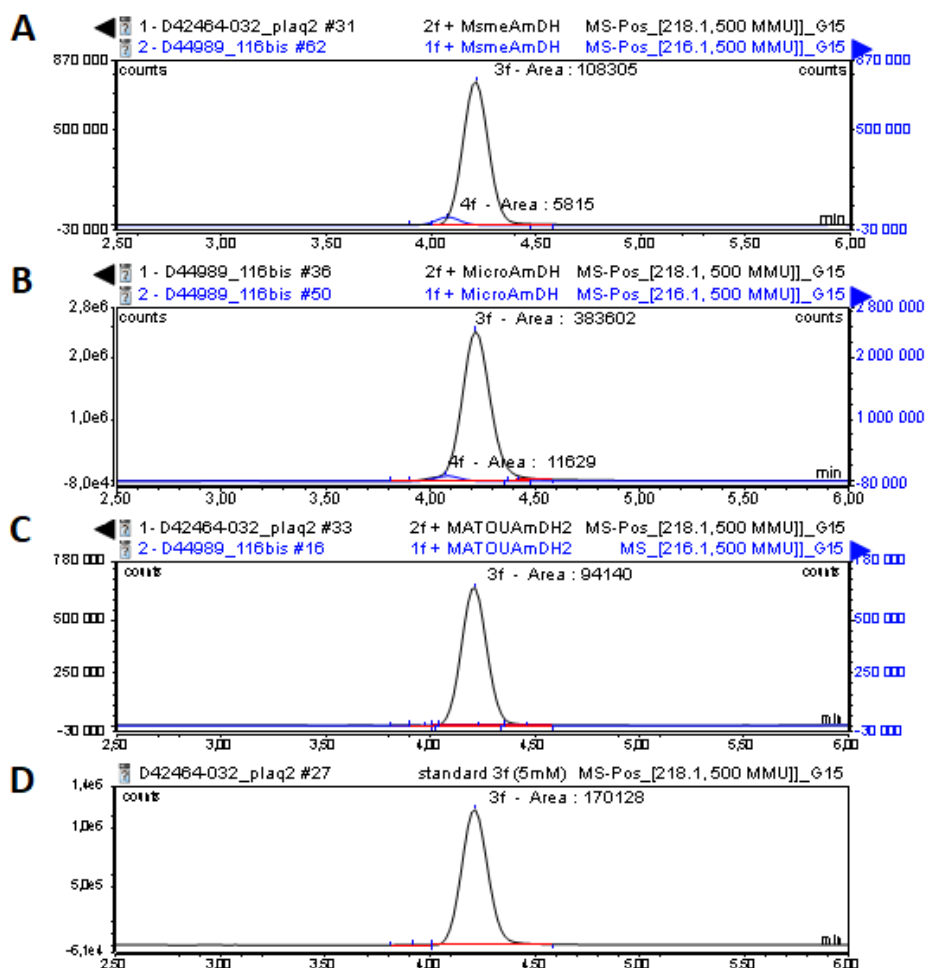 A
1 - D42464-032_plaq2 #31 2f + MsmeAmDH MS-Pos_[218.1,500 MMU]]_G15
2 - D44989_116bis #62 1f + MsmeAmDH MS-Pos_[216.1,500 MMU]]_G15
870 000 870 000
counts 3f - Area : 108305 counts
500 000 500 000
4f - Area : 5815
min
-30 000 -30 000
2,50 3,00 3,50 4,00 4,50 5,00 5,50 6,00
B
1 - D44989_116bis #36 2f + MicroAmDH MS-Pos_[218.1, 500 MMU]]_G15
2 - D44989_116bis #50 1f + MicroAmDH MS-Pos_[216.1, 500 MMU]]_G15
2,8e6 2 800 000
counts 3f - Area : 383602 counts
2,0e6 2 000 000
1,0e6 1 000 000
4f - Area : 11629
min
-8,0e4 -80 000
2,50 3,00 3,50 4,00 4,50 5,00 5,50 6,00
C
1 - D42464-032_plaq2 #33 2f + MATOUAmDH2 MS-Pos_[218.1,500 MMU]]_G15
2 - D44989_116bis #16 1f + MATOUAmDH2 MS_[216.1,500 MMU]]_G15
780 000 780 000
counts 3f - Area : 94140 counts
500 000 500 000
250 000 250 000
min
-30 000 -30 000
2,50 3,00 3,50 4,00 4,50 5,00 5,50 6,00
D
D42464-032_plaq2 #27 standard 3f (5mM) MS-Pos_[218.1, 500 MMU]]_G15
1,4e6
counts 3f - Area : 170128
1,0e6
5,0e5
min
-6,1e4
2,50 3,00 3,50 4,00 4,50 5,00 5,50 6,00